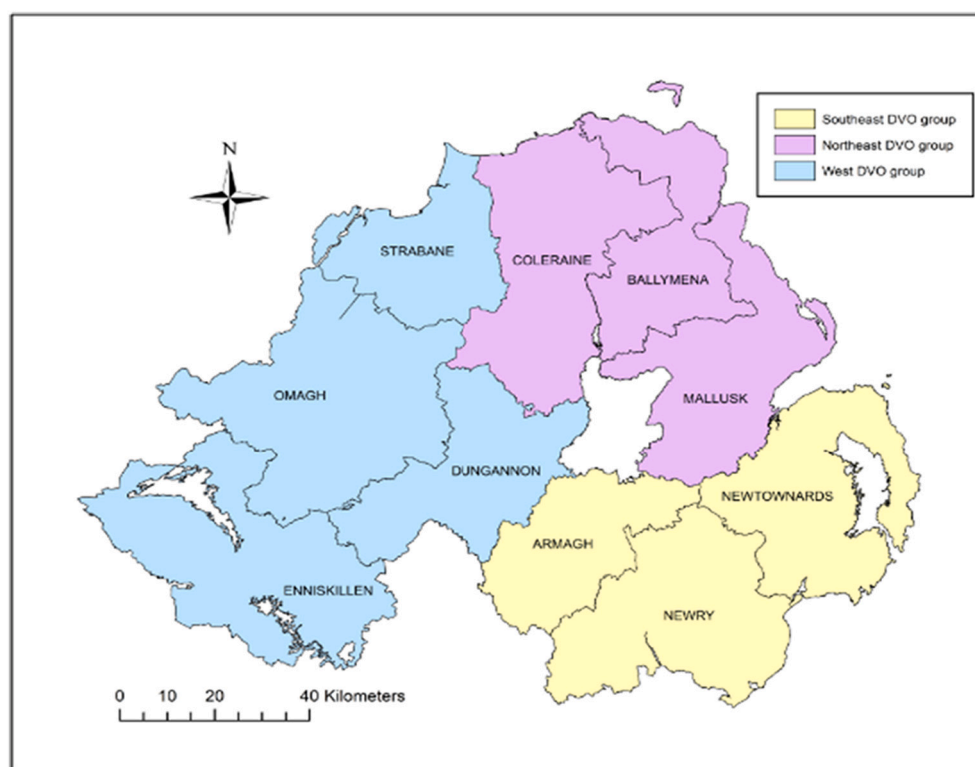 N
Southeast DVO group
Northeast DVO group
West DVO group
STRABANE
COLERAINE
BALLYMENA
OMAGH
MALLUSK
DUNGANNON
NEWTOWNARDS
ARMAGH
ENNISKILLEN
NEWRY
0 10 20 40 Kilometers